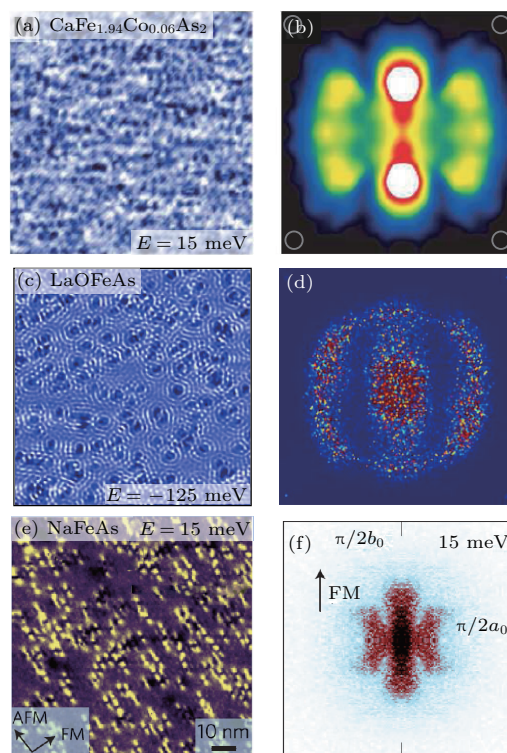 (a) CaFe₁.₉₄Co₀.₀₆As₂
(b)
E = 15 meV
(c) LaOFeAs
(d)
E = −125 meV
(e) NaFeAs E = 15 meV
AFM
FM
10 nm
(f) π/2b₀ 15 meV
FM
π/2a₀